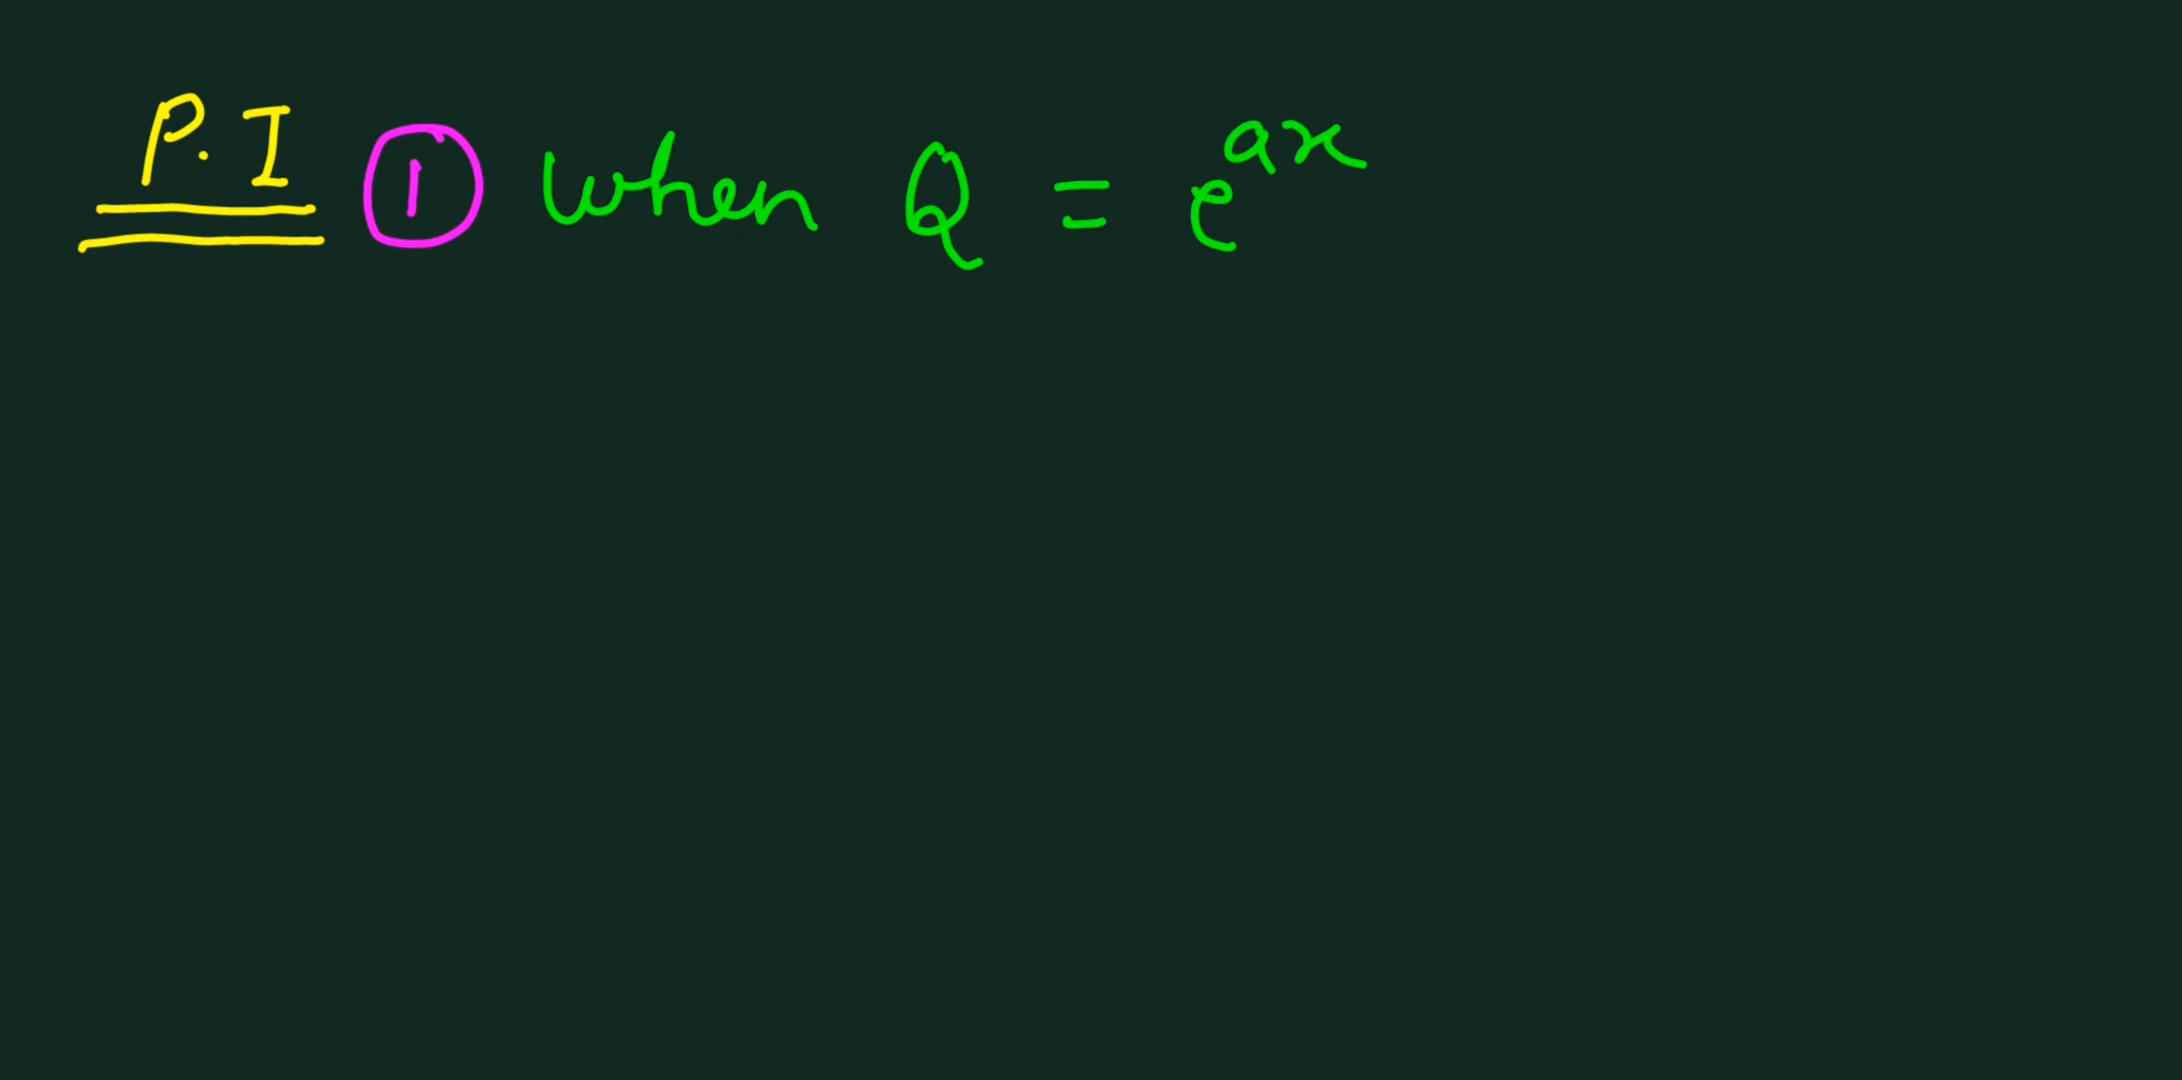 P.I ① when Q = e^{ax}